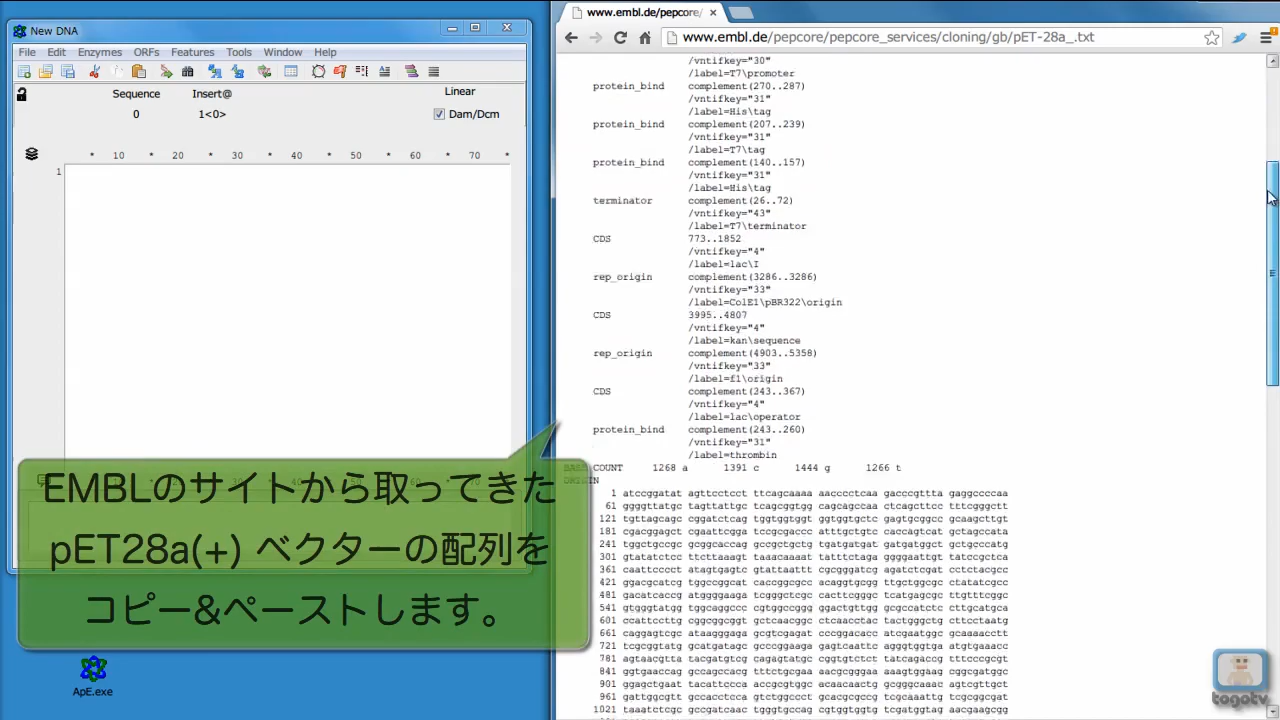 New DNA
File Edit Enzymes ORFs Features Tools Window Help
Sequence Insert@ Linear
0 1<0> Dam/Dcm
* 10 * 20 * 30 * 40 * 50 * 60 * 70 *
1
EMBLのサイトから取ってきた
pET28a(+) ベクターの配列を
コピー&ペーストします。
ApE.exe
www.embl.de/pepcore/
www.embl.de/pepcore/pepcore_services/cloning/gb/pET-28a_.txt
/vntifkey="30"
/label=T7\promoter
protein_bind complement(270..287)
/vntifkey="31"
/label=His\tag
protein_bind complement(207..239)
/vntifkey="31"
/label=T7\tag
protein_bind complement(140..157)
/vntifkey="31"
/label=His\tag
terminator complement(26..72)
/vntifkey="43"
/label=T7\terminator
CDS 773..1852
/vntifkey="4"
/label=lac\I
rep_origin complement(3286..3286)
/vntifkey="33"
/label=ColE1\pBR322\origin
CDS 3995..4807
/vntifkey="4"
/label=kan\sequence
rep_origin complement(4903..5358)
/vntifkey="33"
/label=f1\origin
CDS complement(243..367)
/vntifkey="4"
/label=lac\operator
protein_bind complement(243..260)
/vntifkey="31"
/label=thrombin
BASE COUNT 1268 a 1391 c 1444 g 1266 t
ORIGIN
1 atccggatat agttcctcct ttcagcaaaa aacccctcaa gacccgttta gaggccccaa
61 ggggttatgc tagttattgc tcagcggtgg cagcagccaa ctcagcttcc tttcgggctt
121 tgttagcagc cggatctcag tggtggtggt ggtggtgctc gagtgcggcc gcaagcttgt
181 cgacggagct cgaattcgga tccgcgaccc atttgctgtc caccagtcat gctagccata
241 tggctgccgc gcggcaccag gccgctgctg tgatgatgat gatgatggct gctgcccatg
301 gtatatctcc ttcttaaagt taaacaaaat tatttctaga ggggaattgt tatccgctca
361 caattcccct atagtgagtc gtattaattt cgcgggatcg agatctcgat cctctacgcc
421 ggacgcatcg tggccggcat caccggcgcc acaggtgcgg ttgctggcgc ctatatcgcc
481 gacatcaccg atggggaaga tcgggctcgc cacttcgggc tcatgagcgc ttgtttcggc
541 gtgggtatgg tggcaggccc cgtggccggg ggactgttgg gcgccatctc cttgcatgca
601 ccattccttg cggcggcggt gctcaacggc ctcaacctac tactgggctg cttcctaatg
661 caggagtcgc ataagggaga gcgtcgagat cccggacacc atcgaatggc gcaaaacctt
721 tcgcggtatg gcatgatagc gcccggaaga gagtcaattc agggtggtga atgtgaaacc
781 agtaacgtta tacgatgtcg cagagtatgc cggtgtctct tatcagaccg tttcccgcgt
841 ggtgaaccag gccagccacg tttctgcgaa aacgcgggaa aaagtggaag cggcgatggc
901 ggagctgaat tacattccca accgcgtggc acaacaactg gcgggcaaac agtcgttgct
961 gattggcgtt gccacctcca gtctggccct gcacgcgccg tcgcaaattg tcgcggcgat
1021 taaatctcgc gccgatcaac tgggtgccag cgtggtggtg tcgatggtag aacgaagcgg
togotv